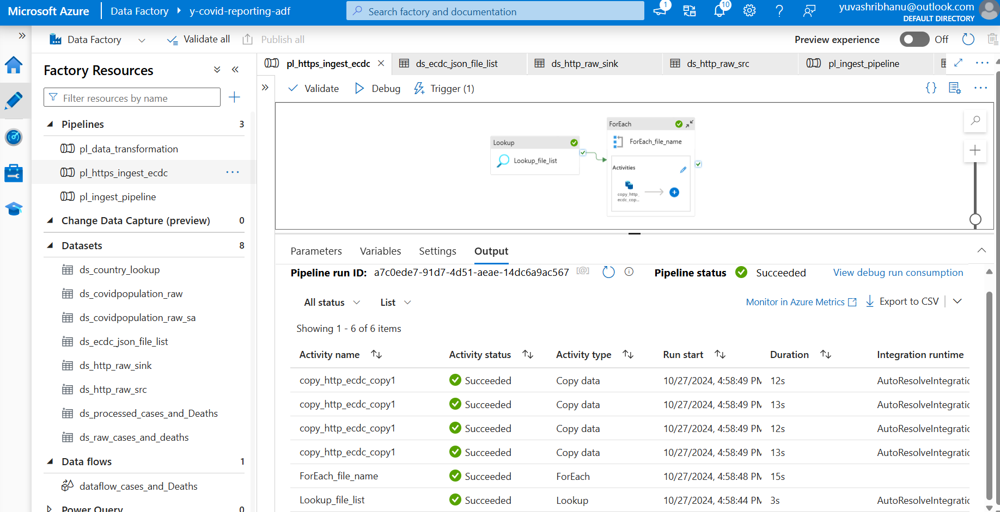 Microsoft Azure Data Factory y-covid-reporting-adf Search factory and documentation 1 10 yuvashribhanu@outlook.com
DEFAULT DIRECTORY
Data Factory Validate all Publish all Preview experience Off
Factory Resources
Filter resources by name
Pipelines 3
pl_data_transformation
pl_https_ingest_ecdc ...
pl_ingest_pipeline
Change Data Capture (preview) 0
Datasets 8
ds_country_lookup
ds_covidpopulation_raw
ds_covidpopulation_raw_sa
ds_ecdc_json_file_list
ds_http_raw_sink
ds_http_raw_src
ds_processed_cases_and_Deaths
ds_raw_cases_and_deaths
Data flows 1
dataflow_cases_and_Deaths
Power Query 0
pl_https_ingest_ecdc ds_ecdc_json_file_list ds_http_raw_sink ds_http_raw_src pl_ingest_pipeline
Validate Debug Trigger (1) {}
Lookup
Lookup_file_list
ForEach
ForEach_file_name
Activities
copy_http_
ecdc_cop...
Parameters Variables Settings Output
Pipeline run ID: a7c0ede7-91d7-4d51-aeae-14dc6a9ac567 [@] Pipeline status Succeeded View debug run consumption
All status List Monitor in Azure Metrics Export to CSV
Showing 1 - 6 of 6 items
Activity name Activity status Activity type Run start Duration Integration runtime
copy_http_ecdc_copy1 Succeeded Copy data 10/27/2024, 4:58:49 PM 12s AutoResolveIntegratic
copy_http_ecdc_copy1 Succeeded Copy data 10/27/2024, 4:58:49 PM 13s AutoResolveIntegratic
copy_http_ecdc_copy1 Succeeded Copy data 10/27/2024, 4:58:49 PM 12s AutoResolveIntegratic
copy_http_ecdc_copy1 Succeeded Copy data 10/27/2024, 4:58:49 PM 13s AutoResolveIntegratic
ForEach_file_name Succeeded ForEach 10/27/2024, 4:58:48 PM 15s
Lookup_file_list Succeeded Lookup 10/27/2024, 4:58:44 PM 3s AutoResolveIntegratic